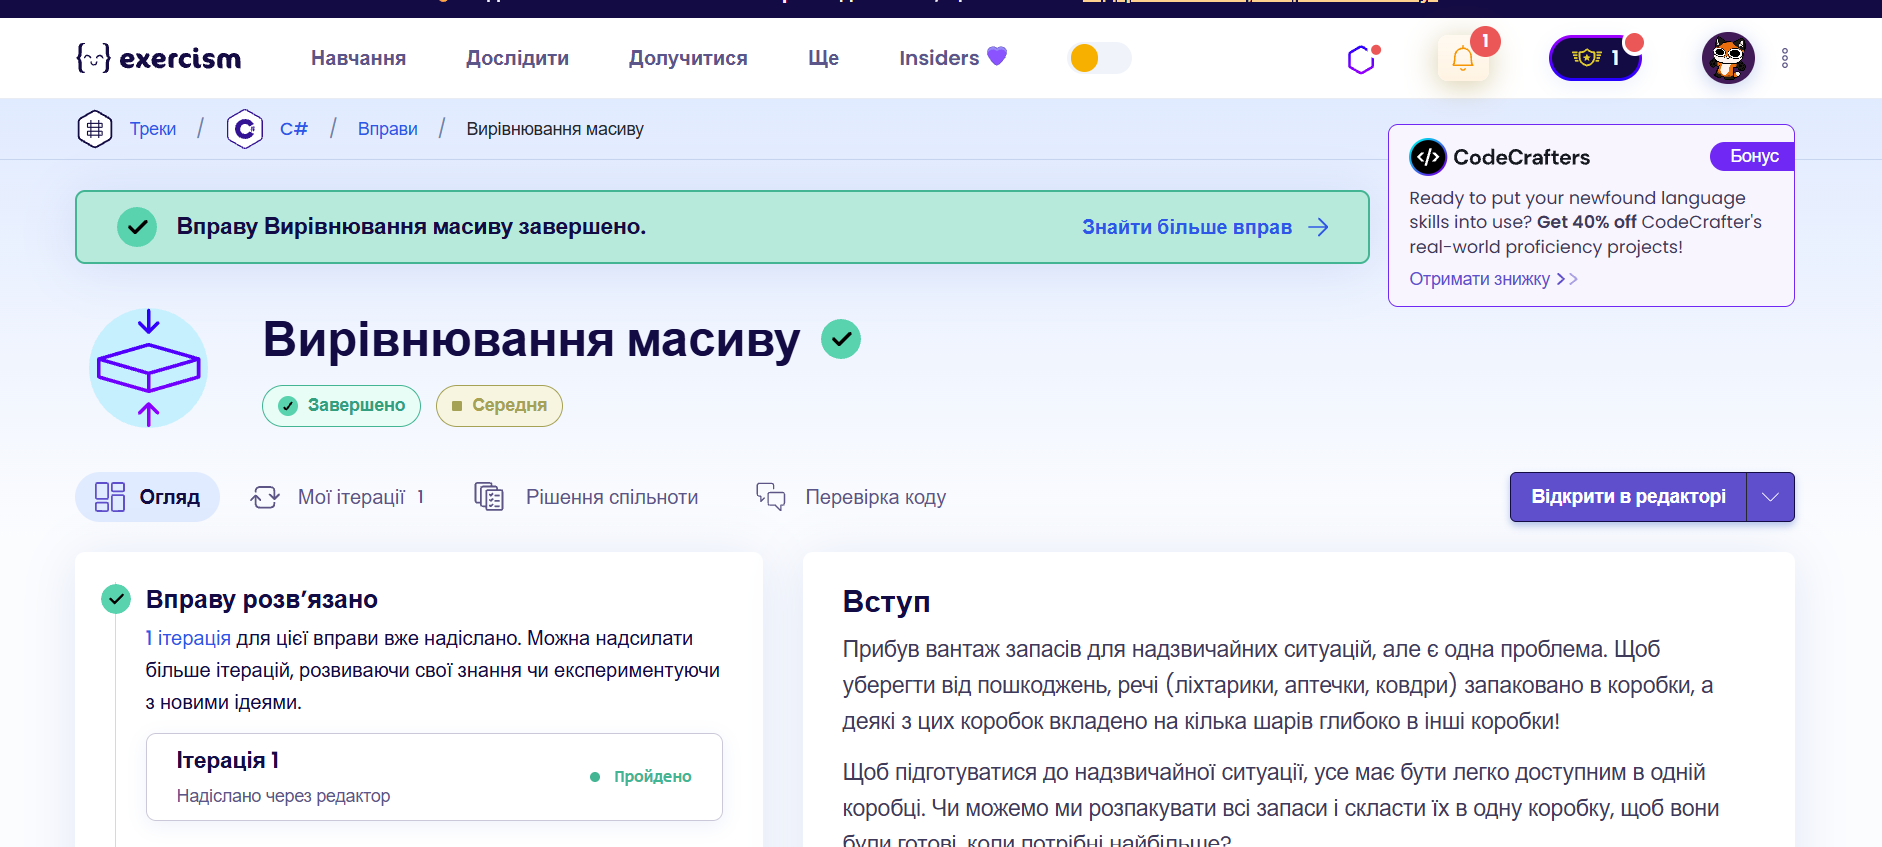 exercism
Навчання
Дослідити
Долучитися
Ще
Insiders
1
1
Треки / C# / Вправи / Вирівнювання масиву
CodeCrafters
Бонус
Ready to put your newfound language
skills into use? Get 40% off CodeCrafter's
real-world proficiency projects!
Отримати знижку
Вправу Вирівнювання масиву завершено.
Знайти більше вправ
Вирівнювання масиву
Завершено
Середня
Огляд
Мої ітерації 1
Рішення спільноти
Перевірка коду
Відкрити в редакторі
Вправу розв’язано
1 ітерація для цієї вправи вже надіслано. Можна надсилати
більше ітерацій, розвиваючи свої знання чи експериментуючи
з новими ідеями.
Ітерація 1
Надіслано через редактор
Пройдено
Вступ
Прибув вантаж запасів для надзвичайних ситуацій, але є одна проблема. Щоб
уберегти від пошкоджень, речі (ліхтарики, аптечки, ковдри) запаковано в коробки, а
деякі з цих коробок вкладено на кілька шарів глибоко в інші коробки!
Щоб підготуватися до надзвичайної ситуації, усе має бути легко доступним в одній
коробці. Чи можемо ми розпакувати всі запаси і скласти їх в одну коробку, щоб вони
були готові, коли потрібні найбільше?